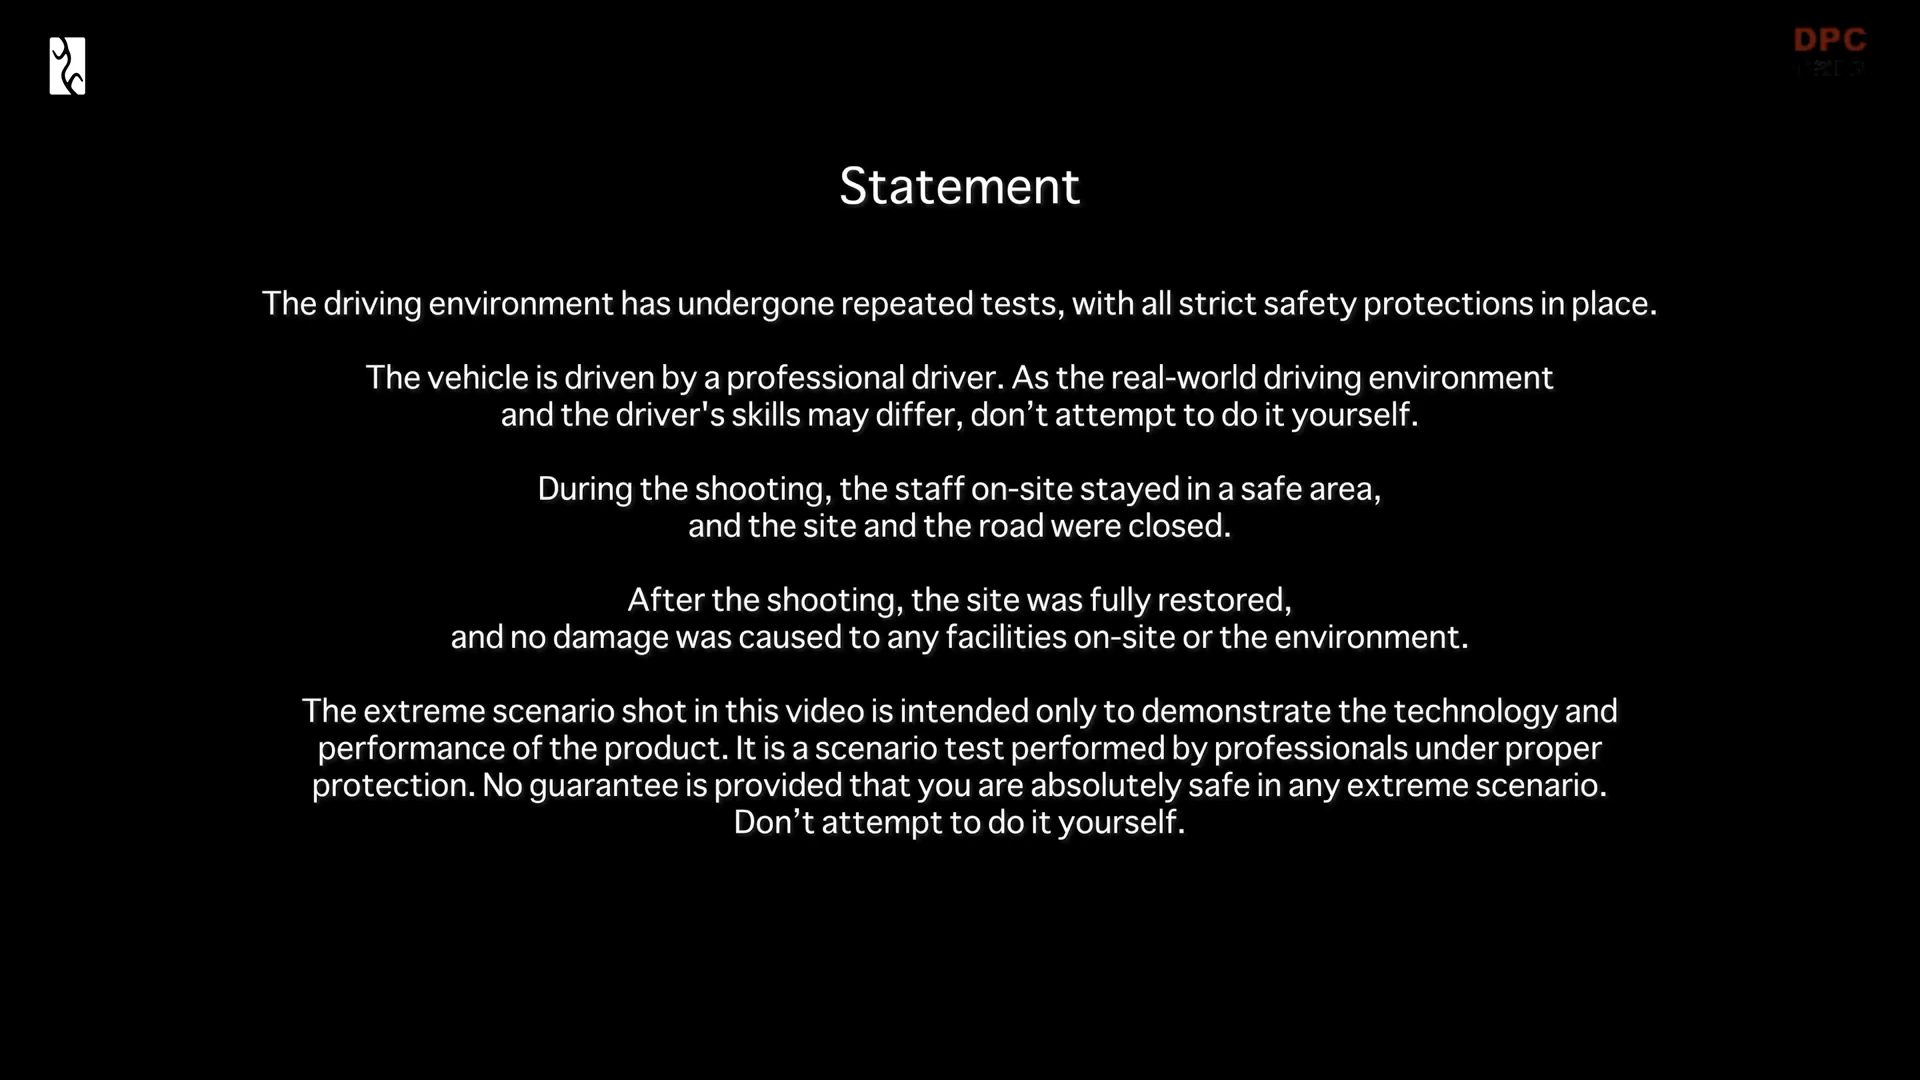 DPC
Statement
The driving environment has undergone repeated tests, with all strict safety protections in place.
The vehicle is driven by a professional driver. As the real-world driving environment
and the driver's skills may differ, don’t attempt to do it yourself.
During the shooting, the staff on-site stayed in a safe area,
and the site and the road were closed.
After the shooting, the site was fully restored,
and no damage was caused to any facilities on-site or the environment.
The extreme scenario shot in this video is intended only to demonstrate the technology and
performance of the product. It is a scenario test performed by professionals under proper
protection. No guarantee is provided that you are absolutely safe in any extreme scenario.
Don’t attempt to do it yourself.